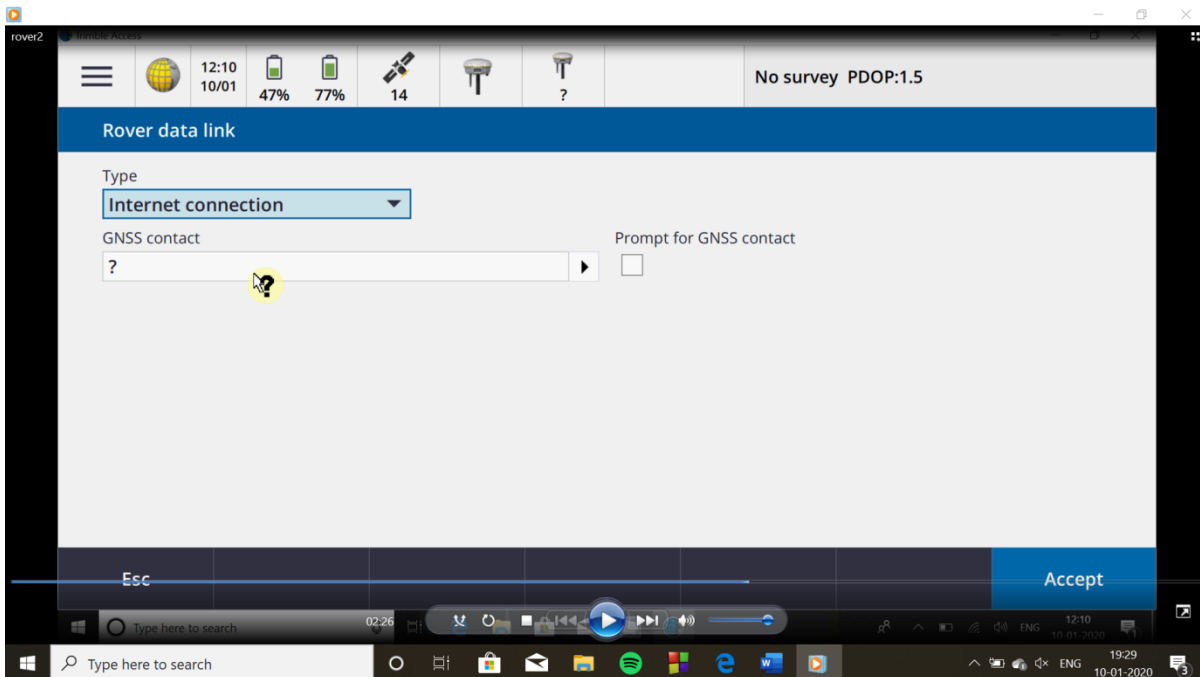 rover2
Trimble Access
12:10
10/01
47%
77%
14
?
No survey PDOP:1.5
Rover data link
Type
Internet connection
GNSS contact
Prompt for GNSS contact
?
?
Esc
Accept
Type here to search
02:26
ENG
12:10
10-01-2020
Type here to search
ENG
19:29
10-01-2020
3